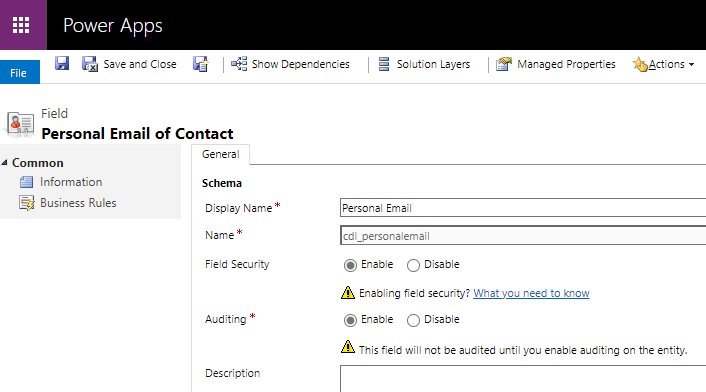 Power Apps
File
Save and Close
Show Dependencies
Solution Layers
Managed Properties
Actions
Field
Personal Email of Contact
Common
Information
Business Rules
General
Schema
Display Name *
Personal Email
Name *
cdl_personalemail
Field Security
Enable
Disable
Enabling field security? What you need to know
Auditing *
Enable
Disable
This field will not be audited until you enable auditing on the entity.
Description